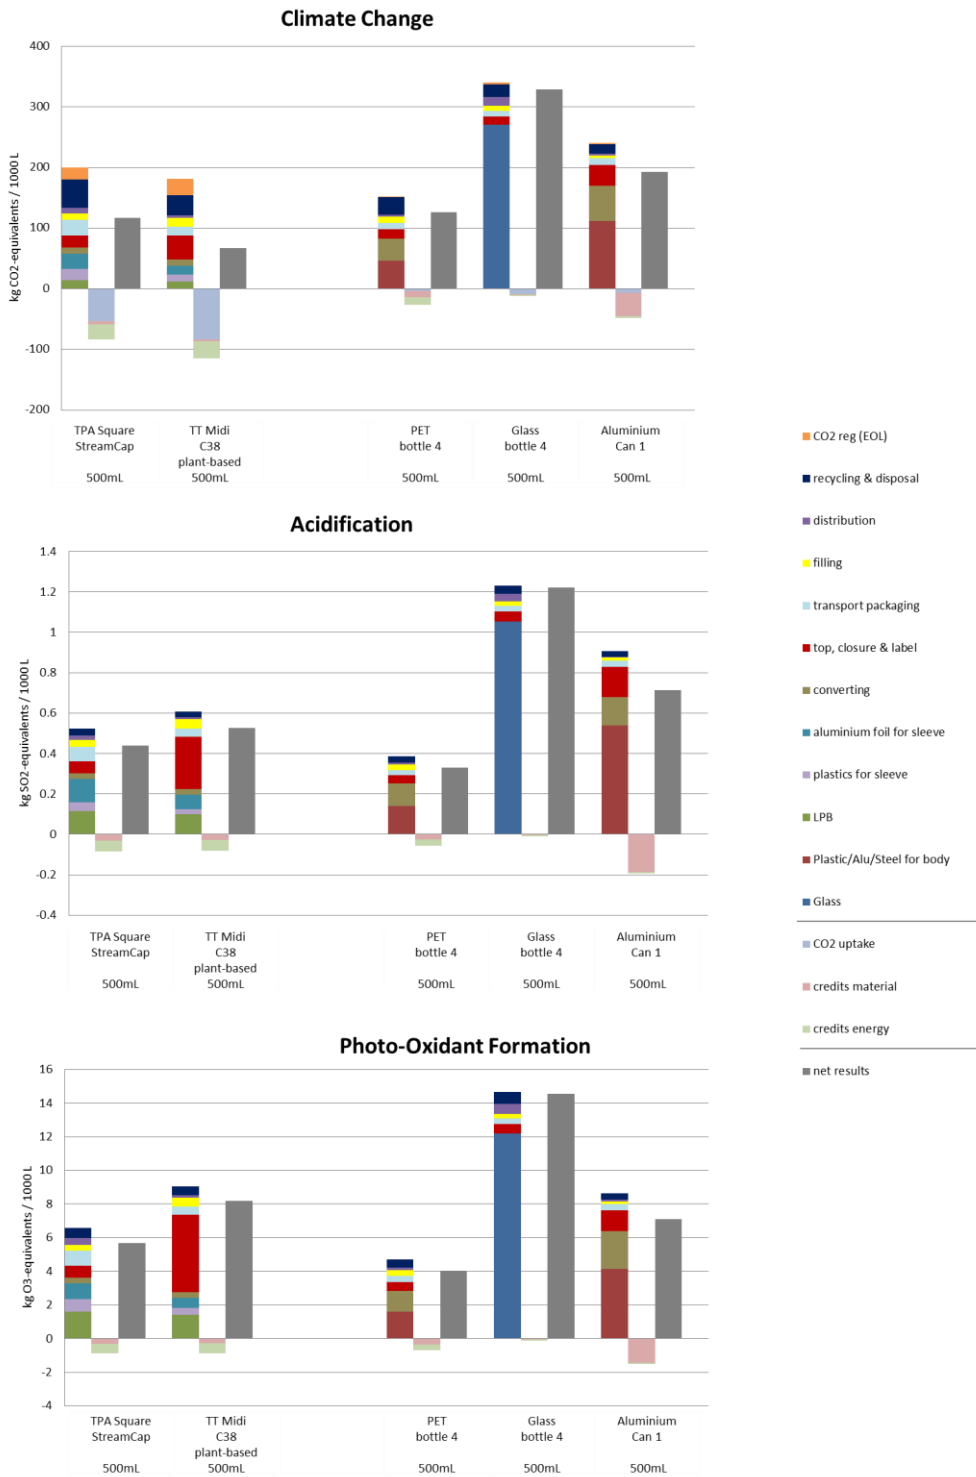 Climate Change
kg CO2-equivalents / 1000 L
400
300
200
100
0
-100
-200
TPA Square
StreamCap
500mL
TT Midi
C38
plant-based
500mL
PET
bottle 4
500mL
Glass
bottle 4
500mL
Aluminium
Can 1
500mL
Acidification
kg SO2-equivalents / 1000 L
1.4
1.2
1
0.8
0.6
0.4
0.2
0
-0.2
-0.4
TPA Square
StreamCap
500mL
TT Midi
C38
plant-based
500mL
PET
bottle 4
500mL
Glass
bottle 4
500mL
Aluminium
Can 1
500mL
Photo-Oxidant Formation
kg O3-equivalents / 1000 L
16
14
12
10
8
6
4
2
0
-2
-4
TPA Square
StreamCap
500mL
TT Midi
C38
plant-based
500mL
PET
bottle 4
500mL
Glass
bottle 4
500mL
Aluminium
Can 1
500mL
CO2 reg (EOL)
recycling & disposal
distribution
filling
transport packaging
top, closure & label
converting
aluminium foil for sleeve
plastics for sleeve
LPB
Plastic/Alu/Steel for body
Glass
CO2 uptake
credits material
credits energy
net results